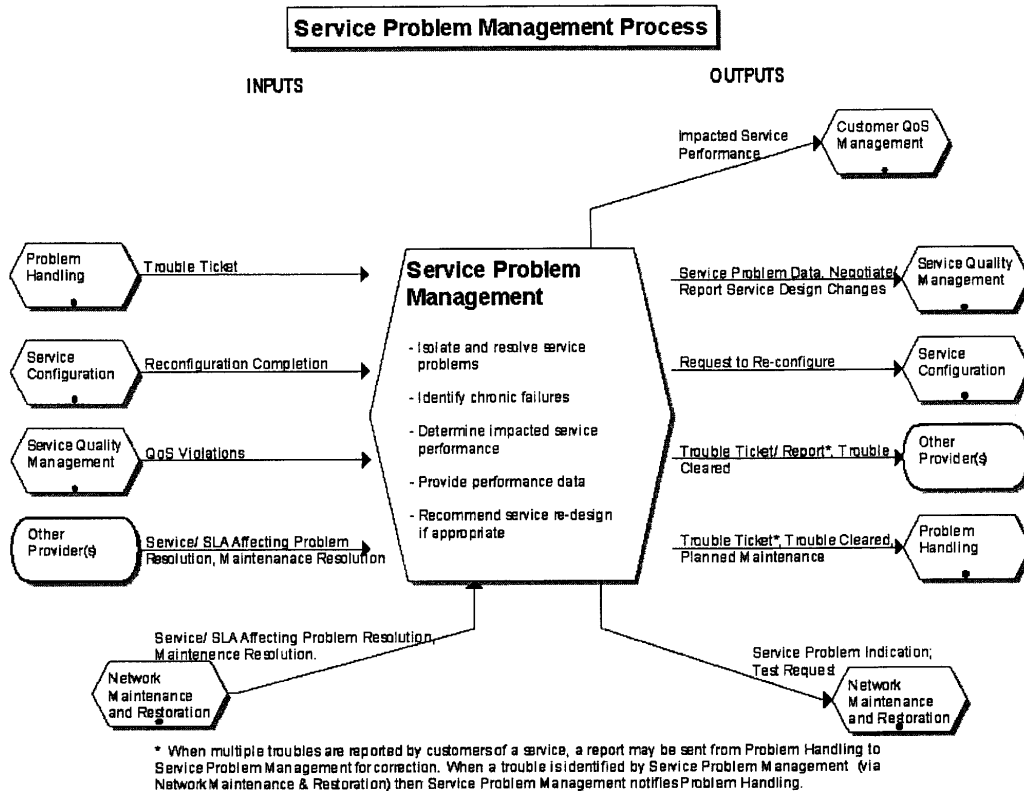 Service Problem Management Process
INPUTS
OUTPUTS
Impacted Service
Performance
Customer QoS
Management
Problem
Handling
Trouble Ticket
Service Problem
Management
- Isolate and resolve service
problems
- Identify chronic failures
- Determine impacted service
performance
- Provide performance data
- Recommend service re-design
if appropriate
Service Problem Data, Negotiate/
Report Service Design Changes
Service Quality
Management
Service
Configuration
Reconfiguration Completion
Request to Re-configure
Service
Configuration
Service Quality
Management
QoS Violations
Trouble Ticket/ Report*, Trouble
Cleared
Other
Provider(s)
Other
Provider(s)
Service/ SLA Affecting Problem
Resolution, Maintenanace Resolution
Trouble Ticket*, Trouble Cleared,
Planned Maintenance
Problem
Handling
Service/ SLA Affecting Problem Resolution,
Maintenence Resolution.
Network
Maintenance
and Restoration
Service Problem Indication;
Test Request
Network
Maintenance
and Restoration
* When multiple troubles are reported by customers of a service, a report may be sent from Problem Handling to
Service Problem Management for correction. When a trouble is identified by Service Problem Management (via
Network Maintenance & Restoration) then Service Problem Management notifies Problem Handling.